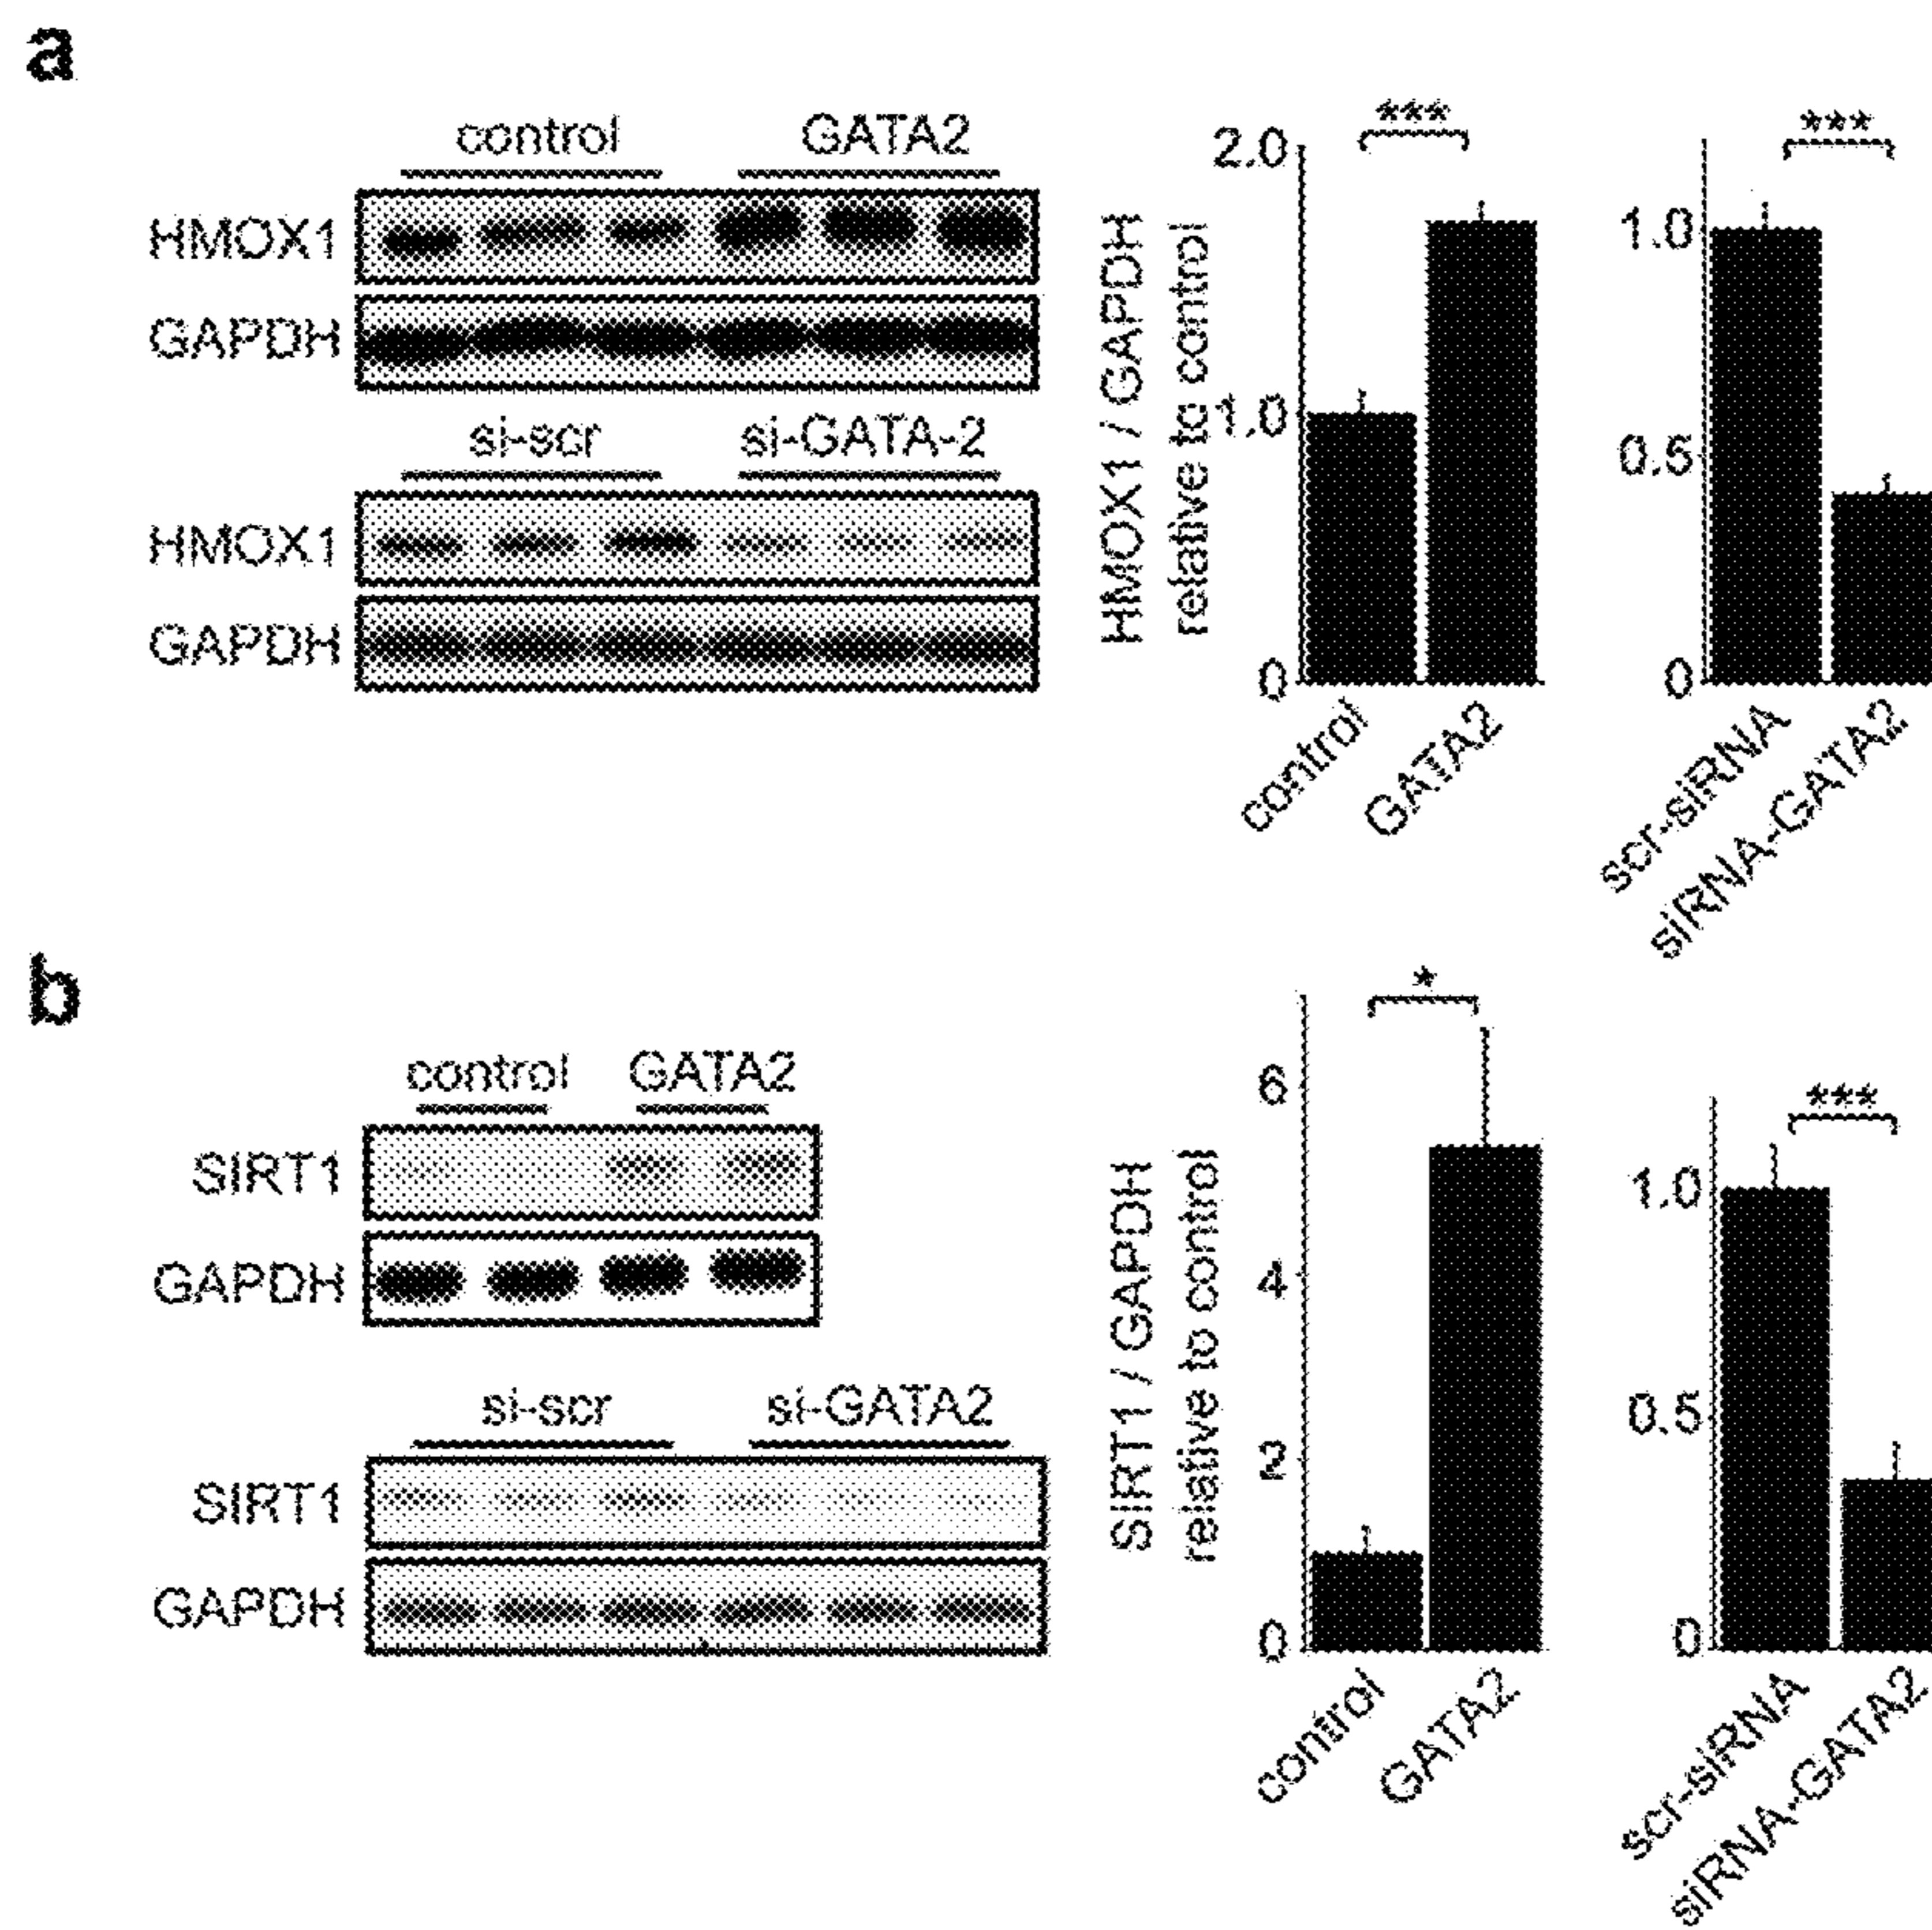 a
control GATA2
HMOX1
GAPDH
si-scr si-GATA-2
HMOX1
GAPDH
HMOX1 / GAPDH
relative to control
2.0
1.0
0
***
control
GATA2
1.0
0.5
0
***
scr-siRNA
siRNA-GATA2
b
control GATA2
SIRT1
GAPDH
si-scr si-GATA2
SIRT1
GAPDH
SIRT1 / GAPDH
relative to control
6
4
2
0
*
control
GATA2
1.0
0.5
0
***
scr-siRNA
siRNA-GATA2